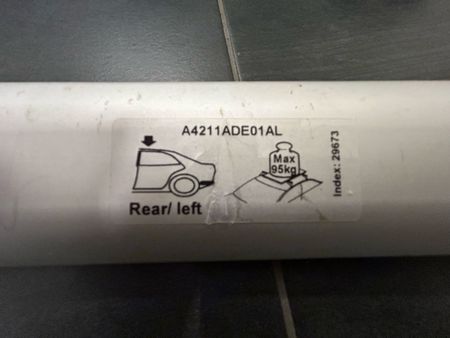 A4211ADE01AL
Max
95kg
Rear/ left
Index: 29673